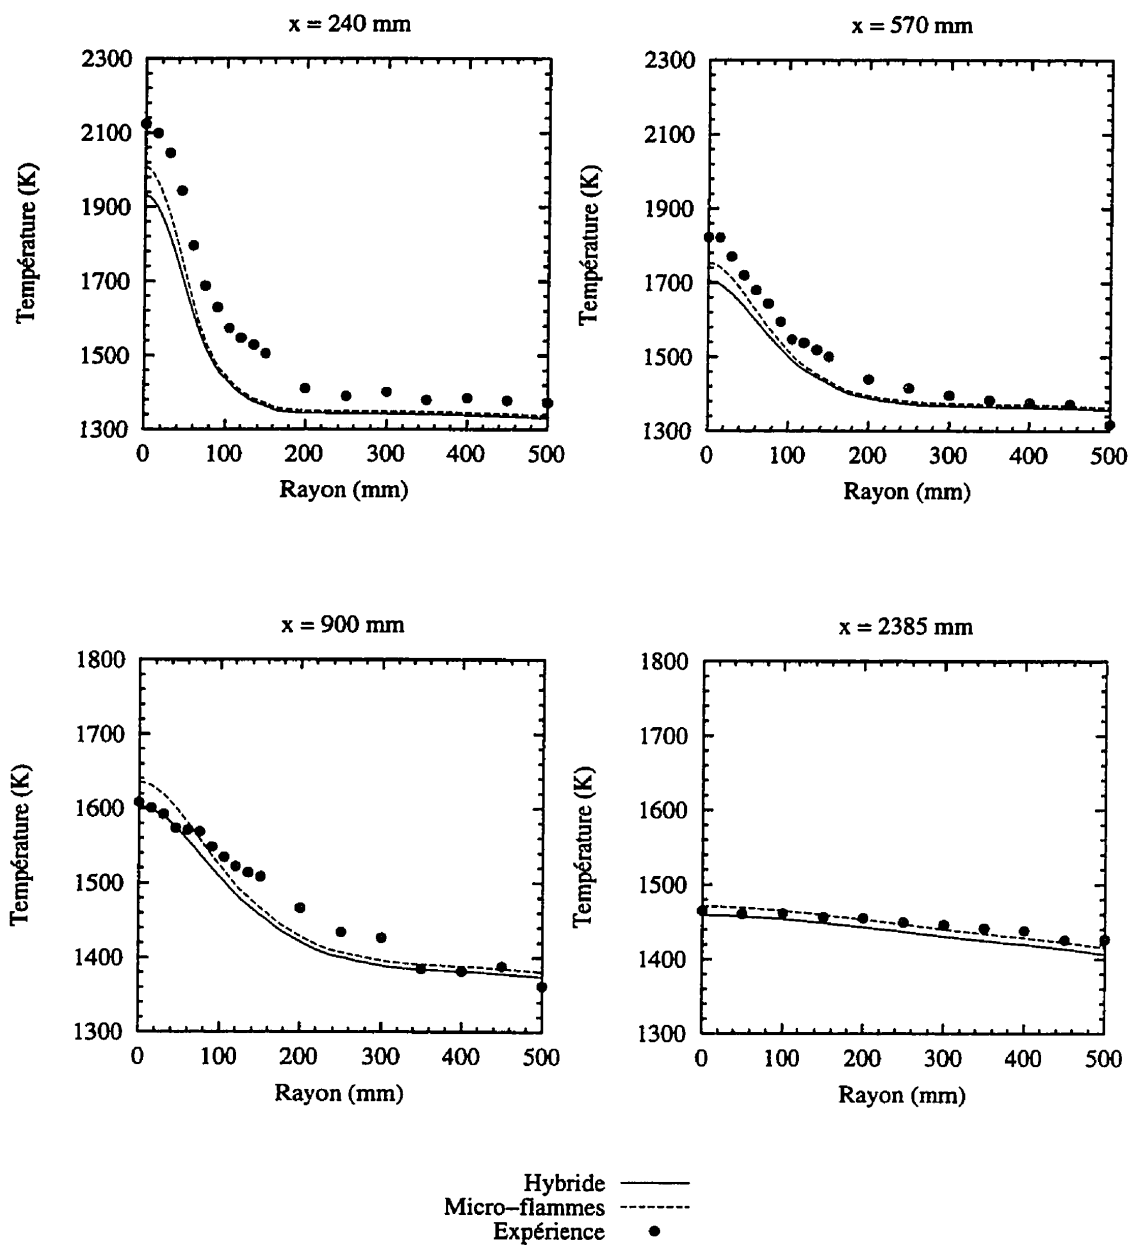 x = 240 mm
2300
2100
1900
1700
1500
1300
Température (K)
0 100 200 300 400 500
Rayon (mm)
x = 570 mm
2300
2100
1900
1700
1500
1300
Température (K)
0 100 200 300 400 500
Rayon (mm)
x = 900 mm
1800
1700
1600
1500
1400
1300
Température (K)
0 100 200 300 400 500
Rayon (mm)
x = 2385 mm
1800
1700
1600
1500
1400
1300
Température (K)
0 100 200 300 400 500
Rayon (mm)
Hybride
Micro-flammes
Expérience